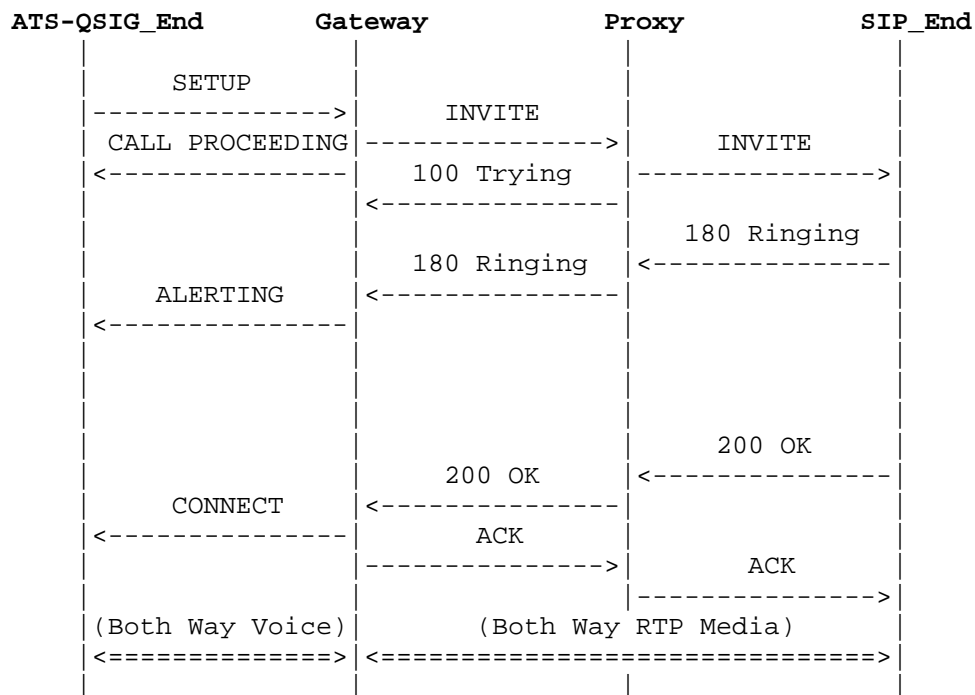 ATS-QSIG_End Gateway Proxy SIP_End
SETUP
INVITE
CALL PROCEEDING INVITE
100 Trying
180 Ringing
180 Ringing
ALERTING
200 OK
200 OK
CONNECT
ACK
ACK
(Both Way Voice) (Both Way RTP Media)